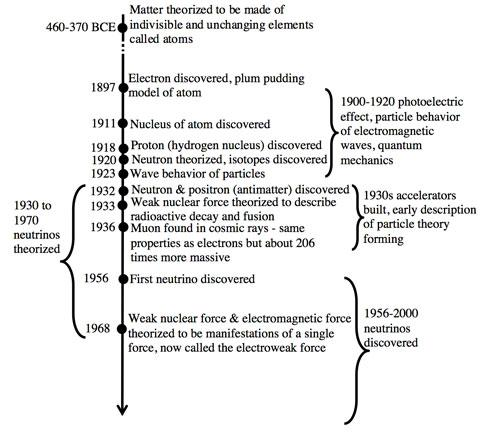 Matter theorized to be made of
460-370 BCE indivisible and unchanging elements
called atoms
Electron discovered, plum pudding
1897 model of atom
1911 Nucleus of atom discovered
1918 Proton (hydrogen nucleus) discovered
1920 Neutron theorized, isotopes discovered
1923 Wave behavior of particles
1900-1920 photoelectric
effect, particle behavior
of electromagnetic
waves, quantum
mechanics
1932 Neutron & positron (antimatter) discovered
1933 Weak nuclear force theorized to describe
radioactive decay and fusion
1936 Muon found in cosmic rays - same
properties as electrons but about 206
times more massive
1930s accelerators
built, early description
of particle theory
forming
1930 to
1970
neutrinos
theorized
1956 First neutrino discovered
Weak nuclear force & electromagnetic force
1968 theorized to be manifestations of a single
force, now called the electroweak force
1956-2000
neutrinos
discovered